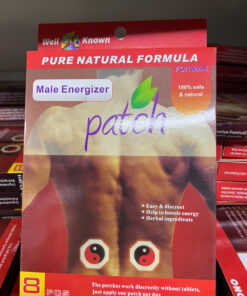 Well Known
PURE NATURAL FORMULA
FOR MAN
Male Energizer
100% safe
& natural
patch
Easy & discreet
Help to boosts energy
Herbal ingredients
8
PCS
The patches work discreetly without tablets,
just apply one patch per day